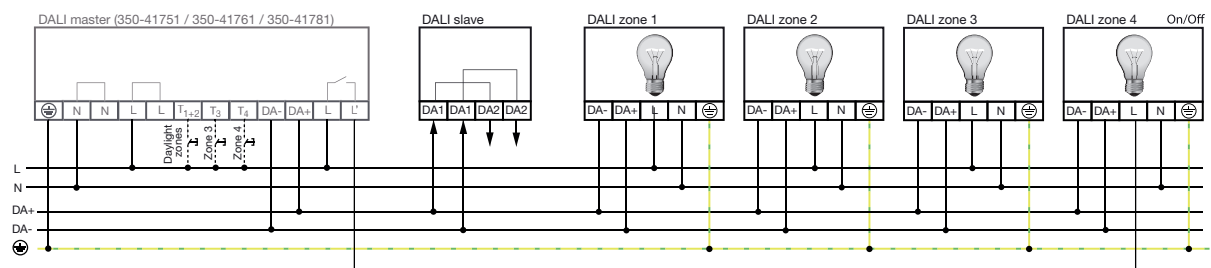 DALI master (350-41751 / 350-41761 / 350-41781)
DALI slave
DALI zone 1
DALI zone 2
DALI zone 3
DALI zone 4 On/Off
N N L L T1+2 T3 T4 DA- DA+ L L'
DA1 DA1 DA2 DA2
DA- DA+ L N
DA- DA+ L N
DA- DA+ L N
DA- DA+ L N
Daylight
zones
Zone 3
Zone 4
L
N
DA+
DA-